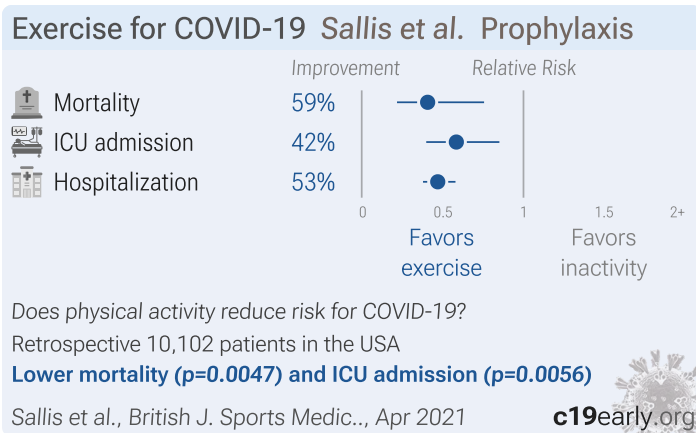 Exercise for COVID-19 Sallis et al. Prophylaxis
Improvement Relative Risk
Mortality 59%
ICU admission 42%
Hospitalization 53%
0 0.5 1 1.5 2+
Favors exercise Favors inactivity
Does physical activity reduce risk for COVID-19?
Retrospective 10,102 patients in the USA
Lower mortality (p=0.0047) and ICU admission (p=0.0056)
Sallis et al., British J. Sports Medic.., Apr 2021 c19early.org